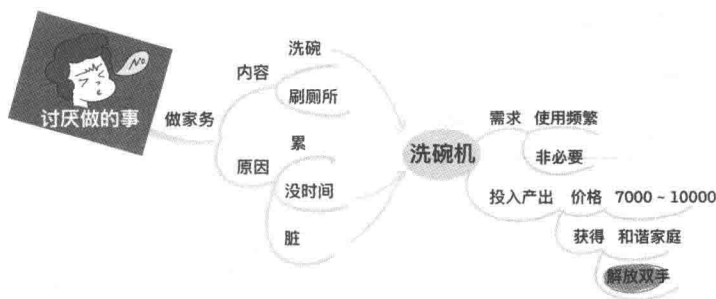 No
讨厌做的事
做家务
内容
洗碗
刷厕所
原因
累
没时间
脏
洗碗机
需求
使用频繁
非必要
投入产出
价格
7000 ~ 10000
获得
和谐家庭
解放双手